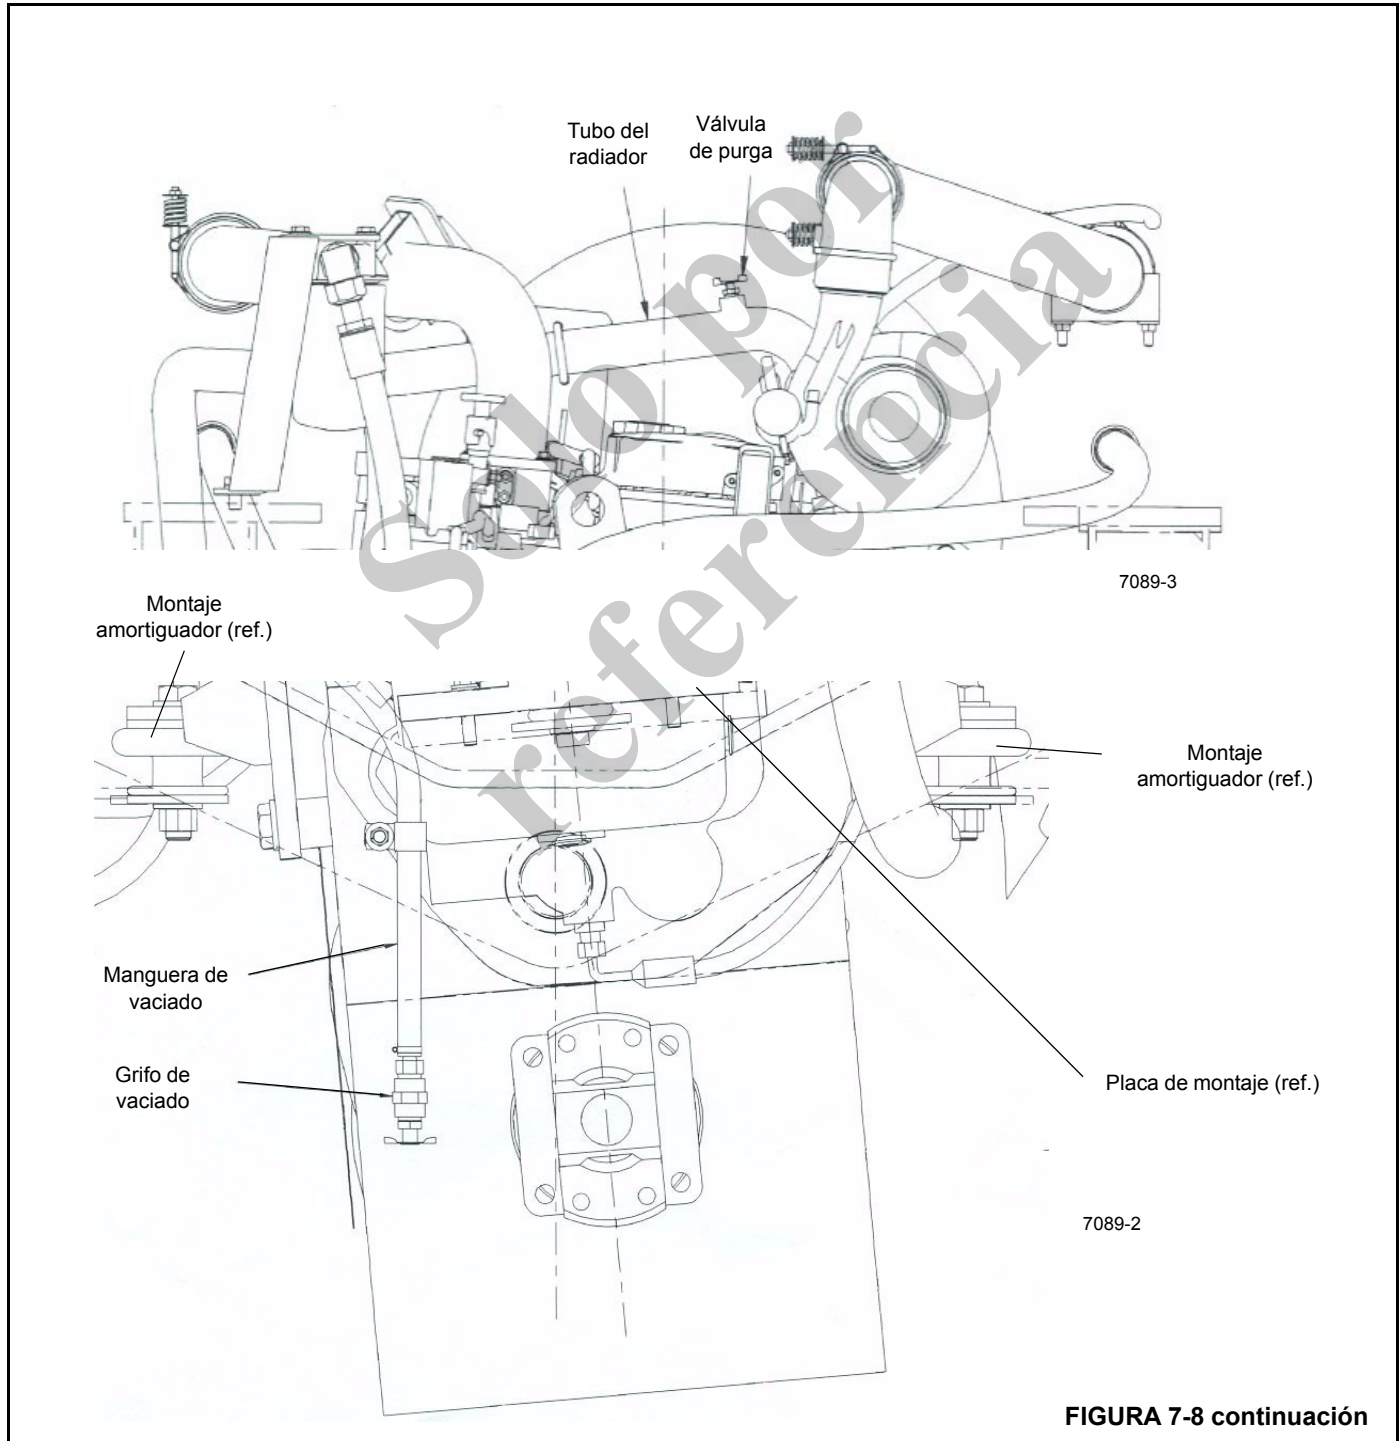 Tubo del
radiador
Válvula
de purga
7089-3
Montaje
amortiguador (ref.)
Montaje
amortiguador (ref.)
Manguera de
vaciado
Grifo de
vaciado
Placa de montaje (ref.)
7089-2
FIGURA 7-8 continuación
Solo por
referencia